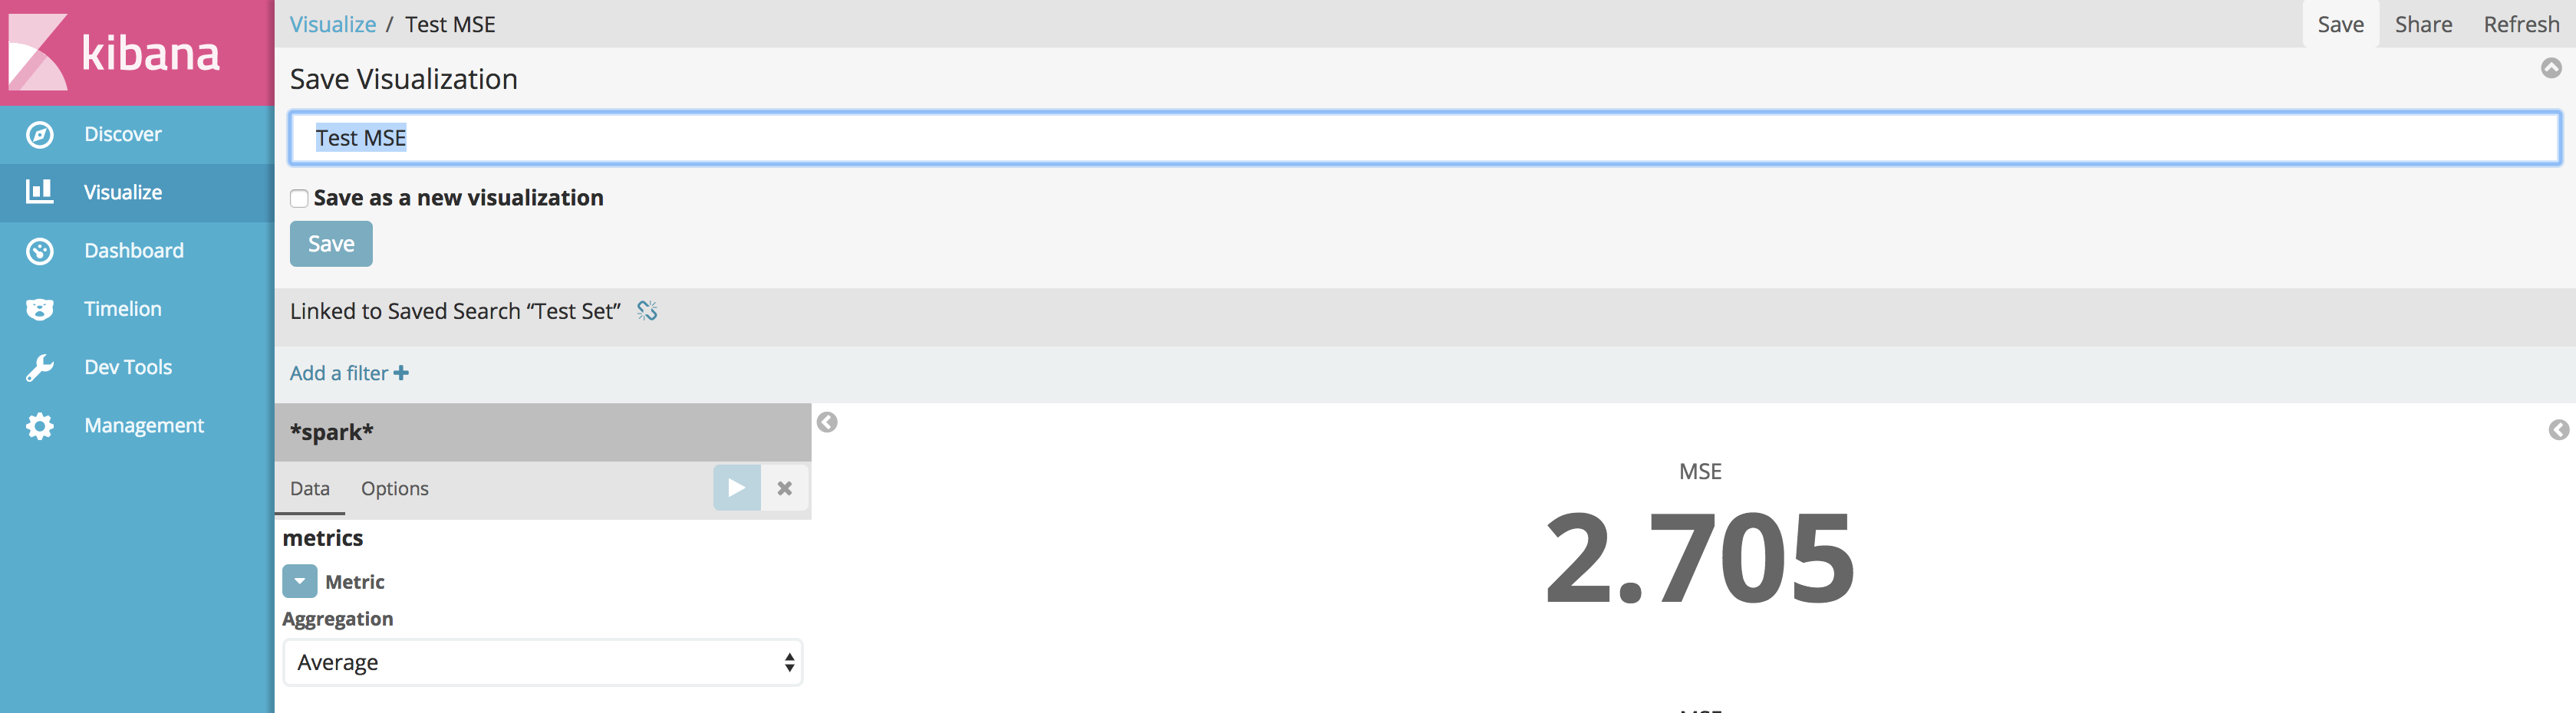 kibana
Discover
Visualize
Dashboard
Timelion
Dev Tools
Management
Visualize / Test MSE
Save Share Refresh
Save Visualization
Test MSE
Save as a new visualization
Save
Linked to Saved Search “Test Set”
Add a filter
*spark*
Data Options
metrics
Metric
Aggregation
Average
MSE
2.705